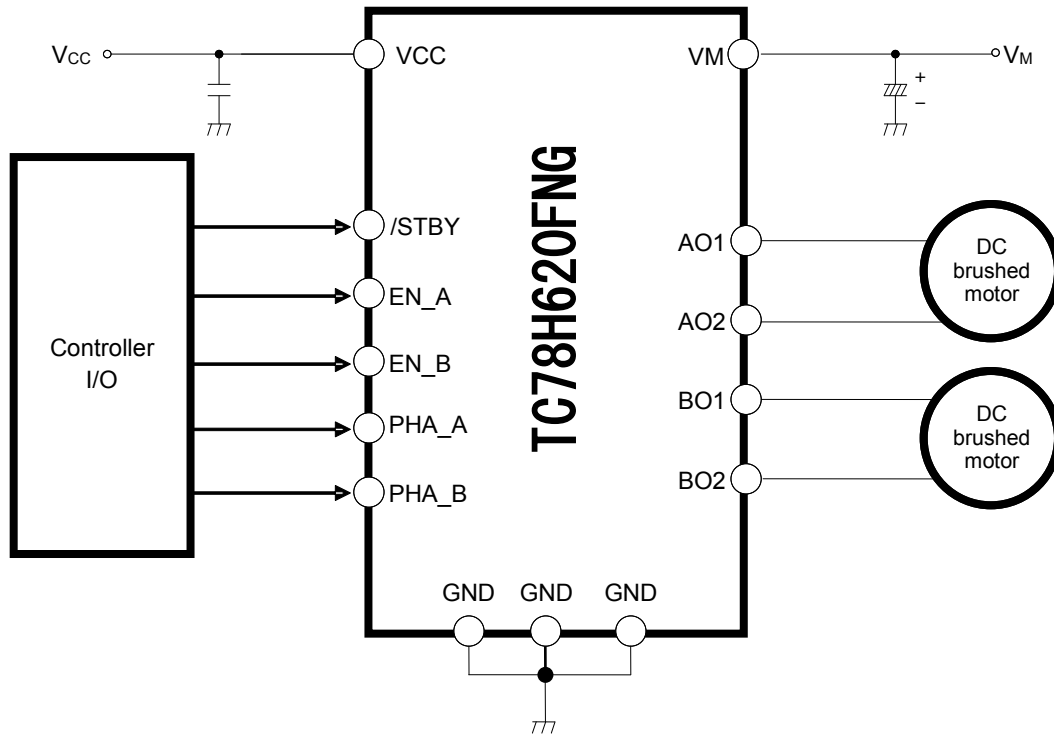 VCC
VCC
VM
VM
+
−
TC78H620FNG
Controller
I/O
/STBY
EN_A
EN_B
PHA_A
PHA_B
AO1
AO2
BO1
BO2
DC
brushed
motor
DC
brushed
motor
GND
GND
GND